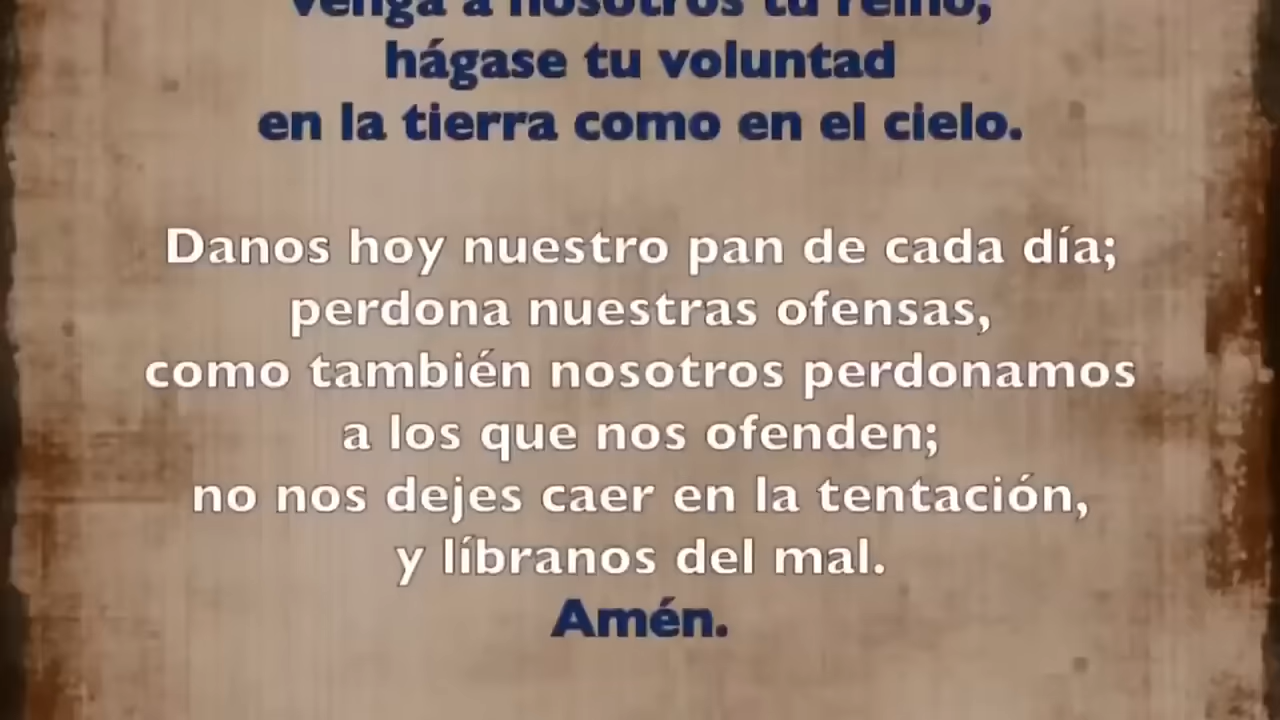 venga a nosotros tu reino,
hágase tu voluntad
en la tierra como en el cielo.
Danos hoy nuestro pan de cada día;
perdona nuestras ofensas,
como también nosotros perdonamos
a los que nos ofenden;
no nos dejes caer en la tentación,
y líbranos del mal.
Amén.